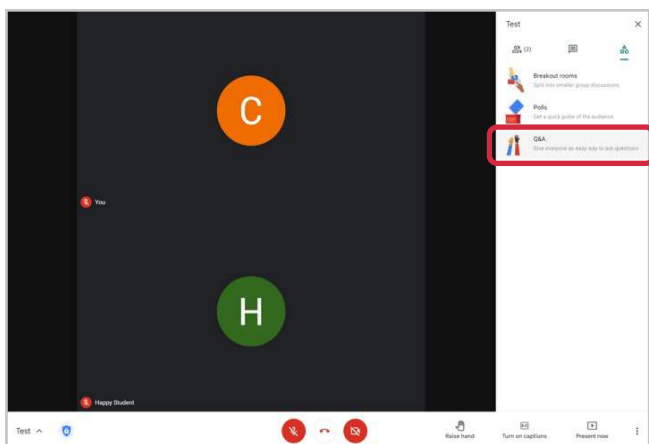 Test
(2)
Breakout rooms
Split into smaller group discussions
Polls
Get a quick pulse of the audience
Q&A
Give everyone an easy way to ask questions
C
You
H
Happy Student
Test
Raise hand
Turn on captions
Present now